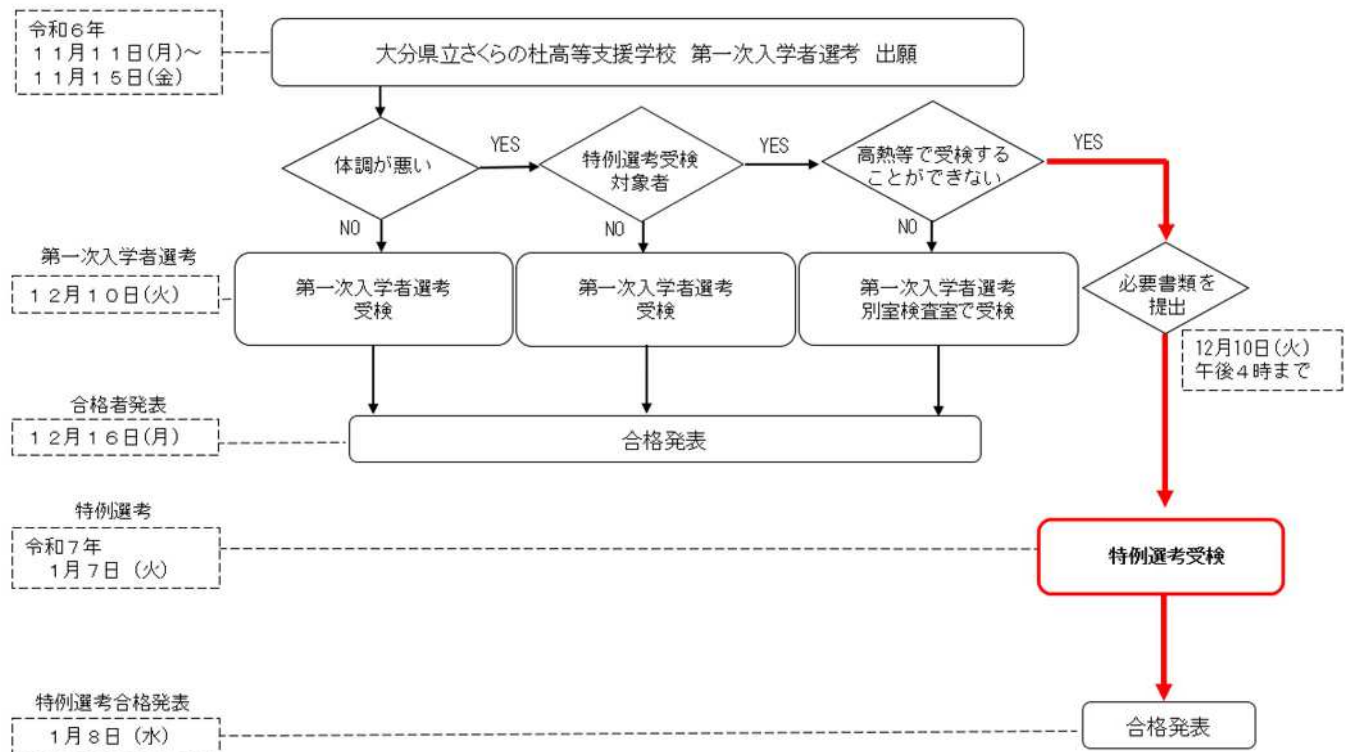 令和６年
１１月１１日(月)～
１１月１５日(金)
大分県立さくらの杜高等支援学校 第一次入学者選考 出願
体調が悪い
YES
特例選考受検
対象者
YES
高熱等で受検する
ことができない
YES
NO
NO
NO
第一次入学者選考
１２月１０日(火)
第一次入学者選考
受検
第一次入学者選考
受検
第一次入学者選考
別室検査室で受検
必要書類を
提出
12月10日(火)
午後４時まで
合格者発表
１２月１６日(月)
合格発表
特例選考
令和７年
１月７日（火）
特例選考受検
特例選考合格発表
１月８日（水）
合格発表